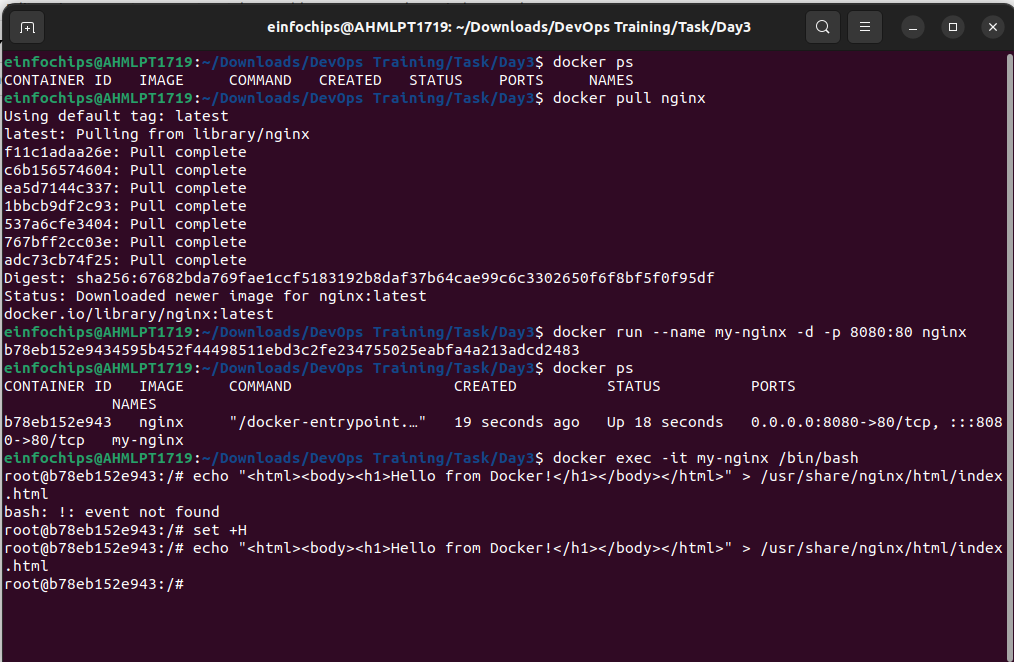 einfochips@AHMLPT1719: ~/Downloads/DevOps Training/Task/Day3
einfochips@AHMLPT1719:~/Downloads/DevOps Training/Task/Day3$ docker ps
CONTAINER ID   IMAGE     COMMAND   CREATED   STATUS    PORTS     NAMES
einfochips@AHMLPT1719:~/Downloads/DevOps Training/Task/Day3$ docker pull nginx
Using default tag: latest
latest: Pulling from library/nginx
f11c1adaa26e: Pull complete
c6b156574604: Pull complete
ea5d7144c337: Pull complete
1bbcb9df2c93: Pull complete
537a6cfe3404: Pull complete
767bff2cc03e: Pull complete
adc73cb74f25: Pull complete
Digest: sha256:67682bda769fae1ccf5183192b8daf37b64cae99c6c3302650f6f8bf5f0f95df
Status: Downloaded newer image for nginx:latest
docker.io/library/nginx:latest
einfochips@AHMLPT1719:~/Downloads/DevOps Training/Task/Day3$ docker run --name my-nginx -d -p 8080:80 nginx
b78eb152e9434595b452f44498511ebd3c2fe234755025eabfa4a213adcd2483
einfochips@AHMLPT1719:~/Downloads/DevOps Training/Task/Day3$ docker ps
CONTAINER ID   IMAGE     COMMAND                  CREATED          STATUS          PORTS
            NAMES
b78eb152e943   nginx     "/docker-entrypoint.…"   19 seconds ago   Up 18 seconds   0.0.0.0:8080->80/tcp, :::808
0->80/tcp   my-nginx
einfochips@AHMLPT1719:~/Downloads/DevOps Training/Task/Day3$ docker exec -it my-nginx /bin/bash
root@b78eb152e943:/# echo "<html><body><h1>Hello from Docker!</h1></body></html>" > /usr/share/nginx/html/index
.html
bash: !: event not found
root@b78eb152e943:/# set +H
root@b78eb152e943:/# echo "<html><body><h1>Hello from Docker!</h1></body></html>" > /usr/share/nginx/html/index
.html
root@b78eb152e943:/#